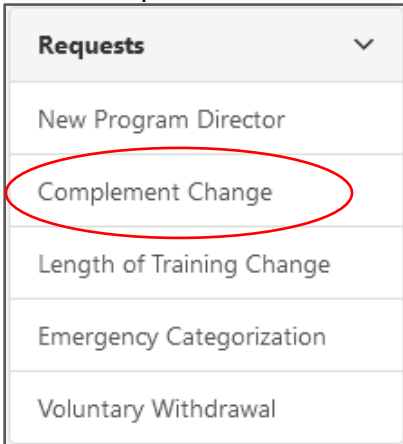 Requests
New Program Director
Complement Change
Length of Training Change
Emergency Categorization
Voluntary Withdrawal